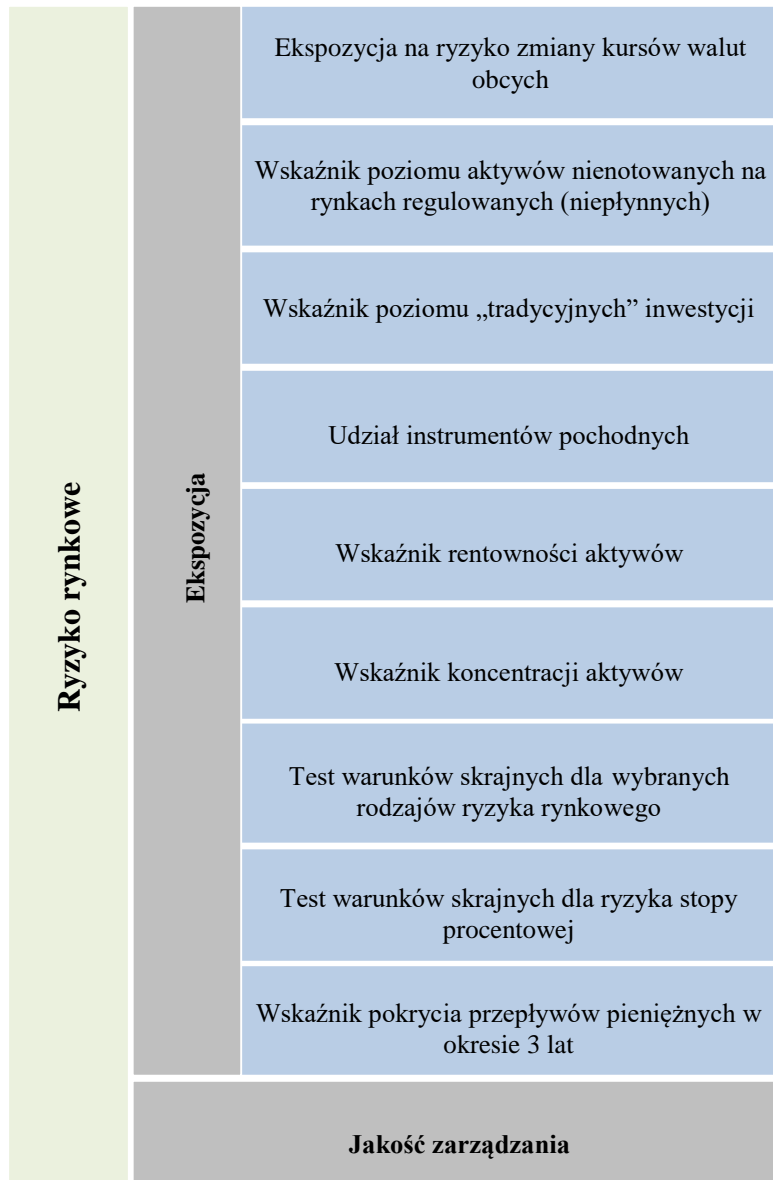 Ryzyko rynkowe
Ekspozycja
Ekspozycja na ryzyko zmiany kursów walut
obcych
Wskaźnik poziomu aktywów nienotowanych na
rynkach regulowanych (niepłynnych)
Wskaźnik poziomu „tradycyjnych” inwestycji
Udział instrumentów pochodnych
Wskaźnik rentowności aktywów
Wskaźnik koncentracji aktywów
Test warunków skrajnych dla wybranych
rodzajów ryzyka rynkowego
Test warunków skrajnych dla ryzyka stopy
procentowej
Wskaźnik pokrycia przepływów pieniężnych w
okresie 3 lat
Jakość zarządzania